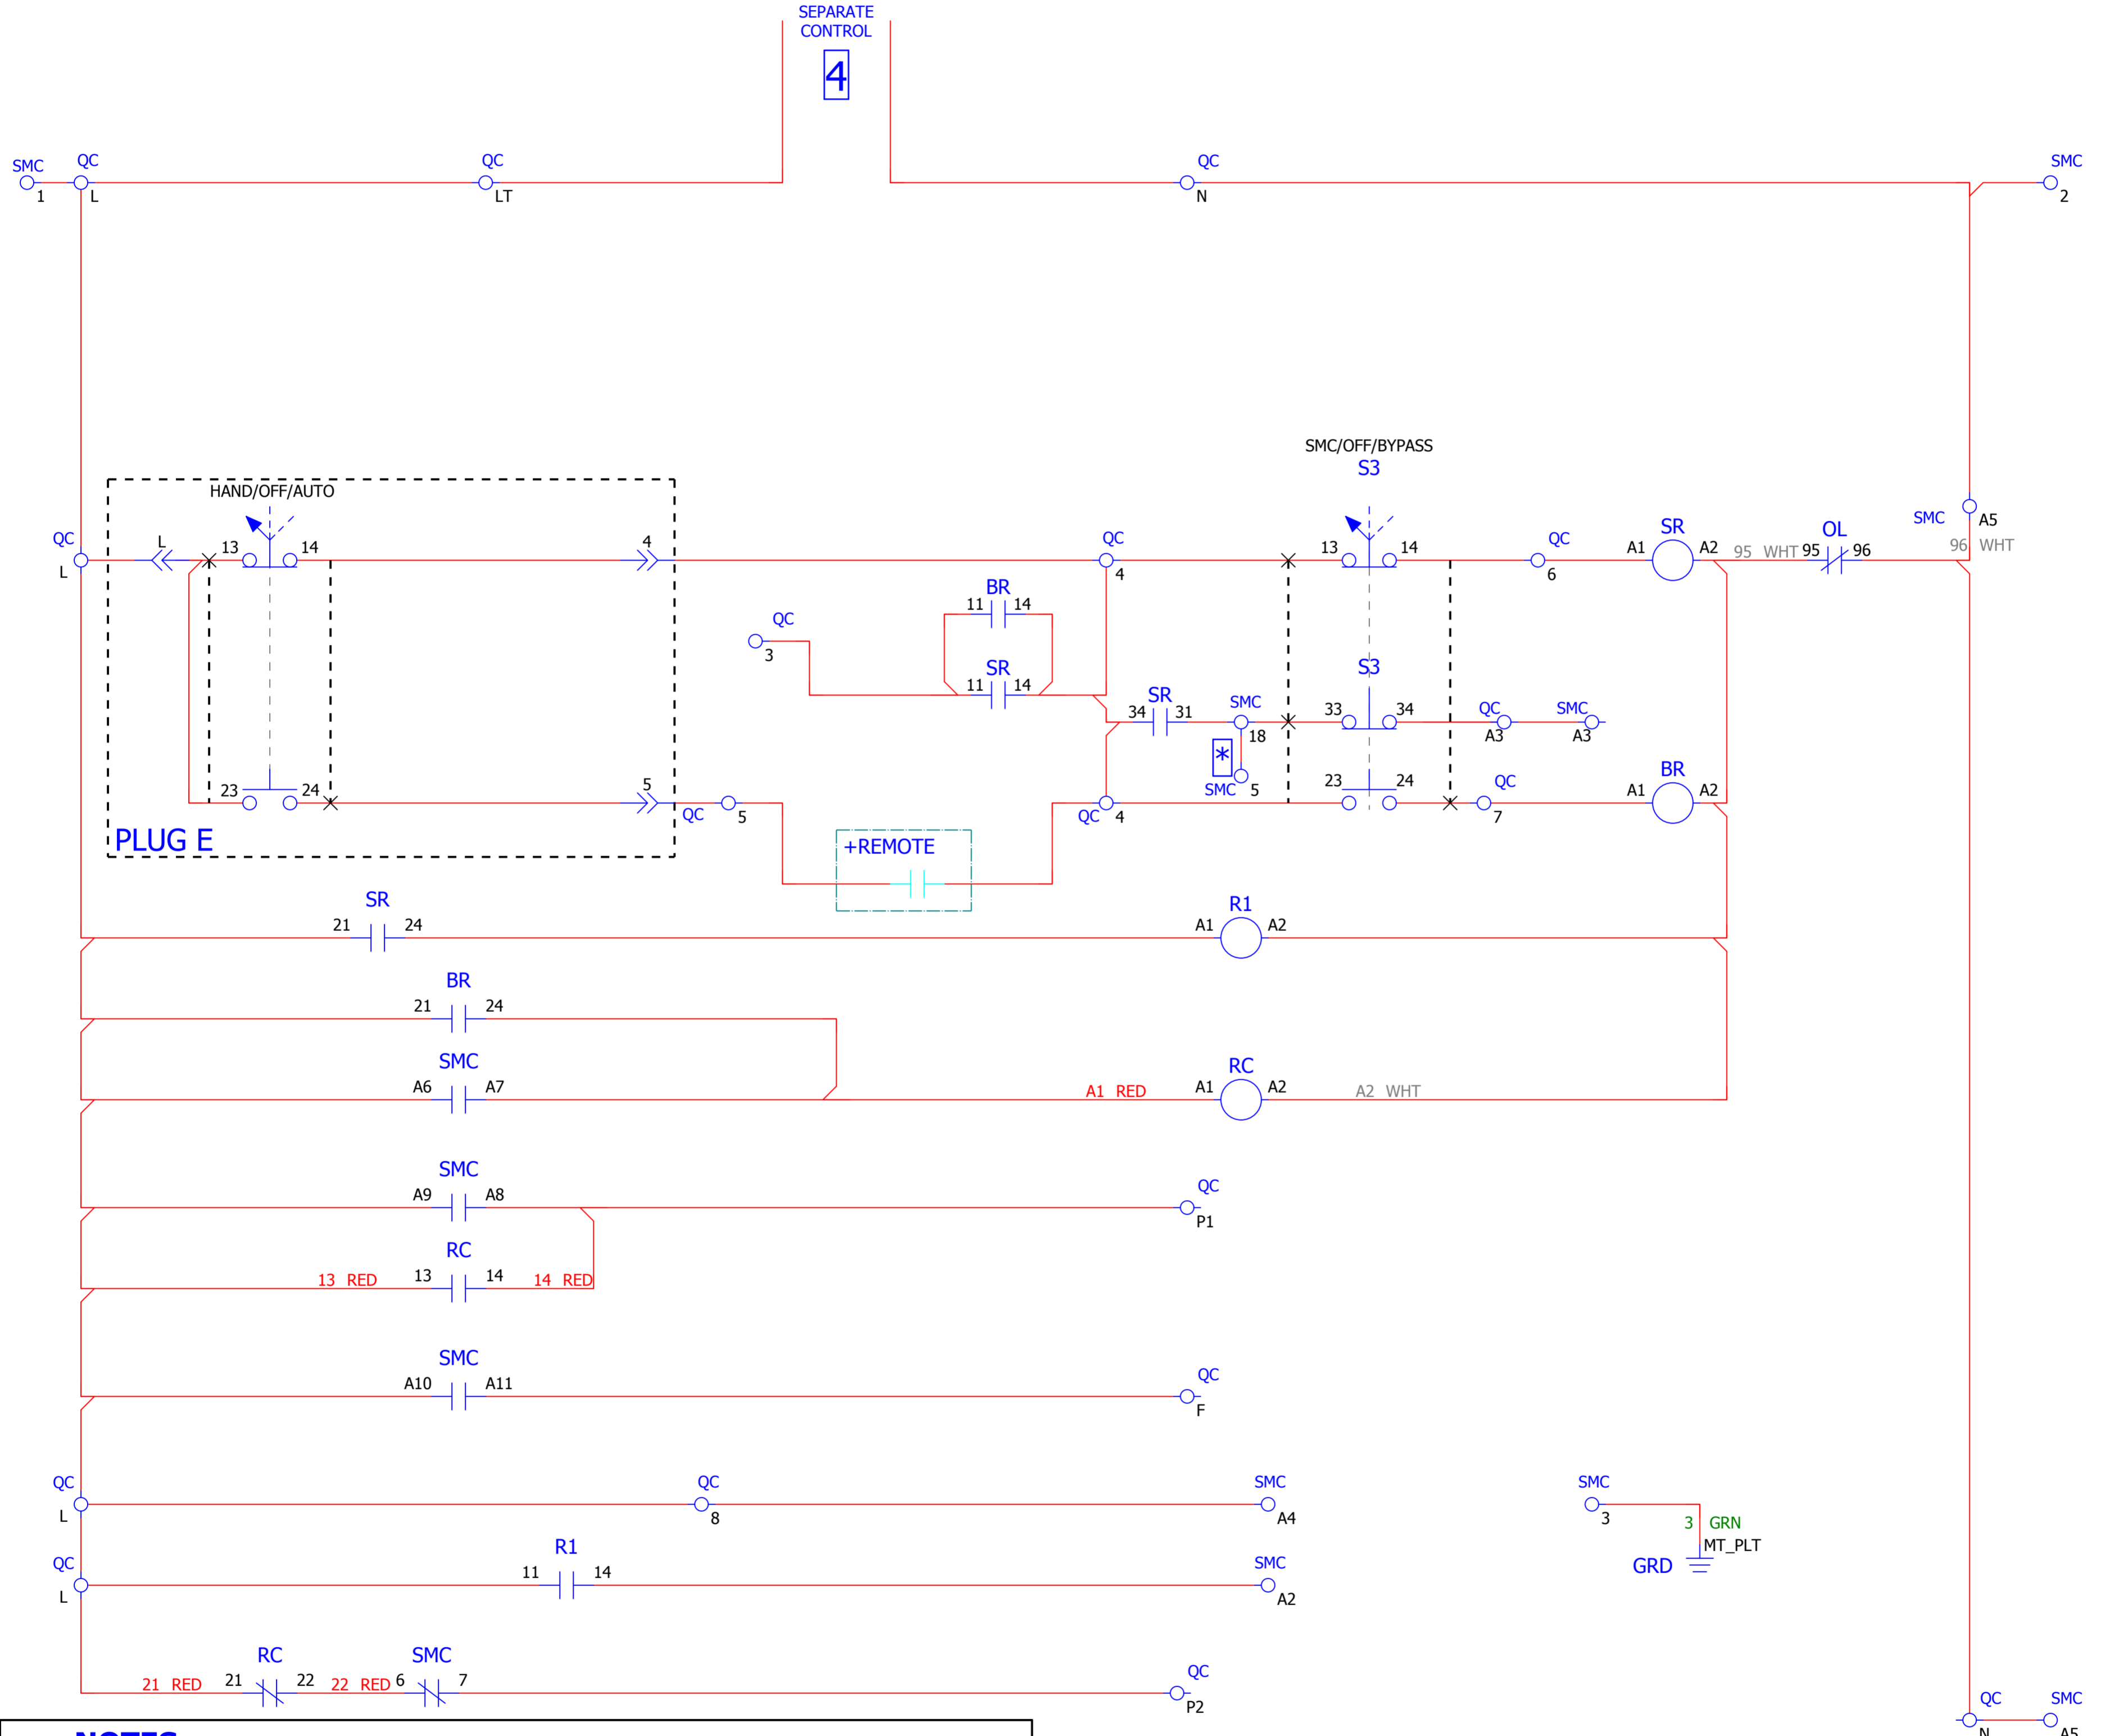 SEPARATE
CONTROL
4
SMC
1
QC
L
QC
LT
QC
N
SMC
2
SMC/OFF/BYPASS
S3
HAND/OFF/AUTO
QC
L
L
13
14
4
QC
4
13
14
QC
6
SR
A1
A2
95 WHT
OL
95
96
SMC
A5
96 WHT
BR
11
14
QC
3
SR
11
14
SR
34
31
SMC
18
*
SMC
5
S3
33
34
QC
A3
SMC
A3
23
24
PLUG E
5
QC
5
+REMOTE
QC
4
23
24
QC
7
BR
A1
A2
SR
21
24
R1
A1
A2
BR
21
24
SMC
A6
A7
A1 RED
RC
A1
A2
A2 WHT
SMC
A9
A8
QC
P1
RC
13 RED
13
14
14 RED
SMC
A10
A11
QC
F
QC
L
QC
8
SMC
A4
SMC
3
3 GRN
MT_PLT
GRD
QC
L
R1
11
14
SMC
A2
21 RED
RC
21
22
22 RED
SMC
6
7
QC
P2
QC
N
SMC
A5
NOTES